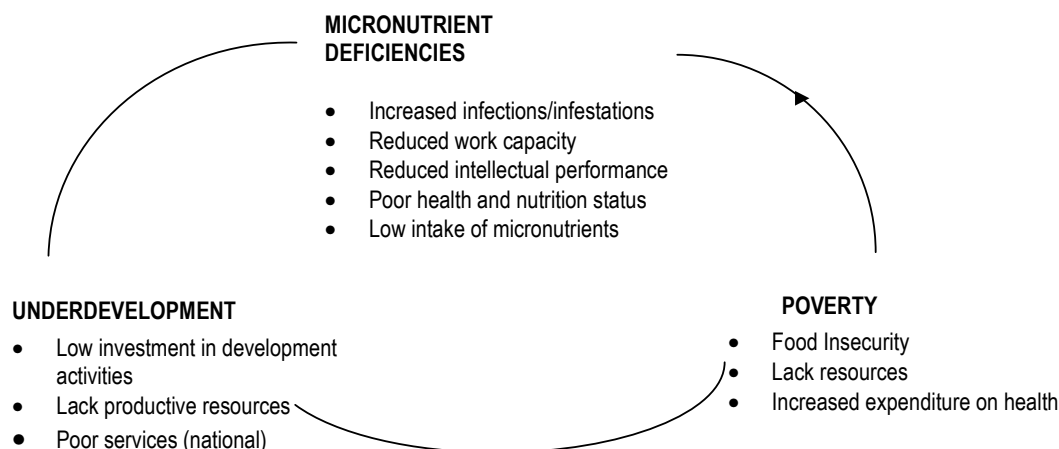 MICRONUTRIENT
DEFICIENCIES
• Increased infections/infestations
• Reduced work capacity
• Reduced intellectual performance
• Poor health and nutrition status
• Low intake of micronutrients
UNDERDEVELOPMENT
• Low investment in development
activities
• Lack productive resources
• Poor services (national)
POVERTY
• Food Insecurity
• Lack resources
• Increased expenditure on health